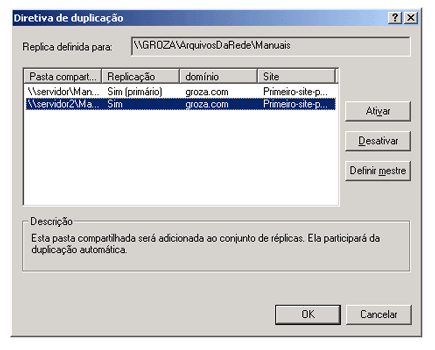 Diretiva de duplicação
Replica definida para: \\GROZA\ArquivosDaRede\Manuais
Pasta compart... Replicação domínio Site
\\servidor\Man... Sim (primário) groza.com Primeiro-site-p...
\\servidor2\Ma... Sim groza.com Primeiro-site-p...
Ativar
Desativar
Definir mestre
Descrição
Esta pasta compartilhada será adicionada ao conjunto de réplicas. Ela participará da
duplicação automática.
OK Cancelar